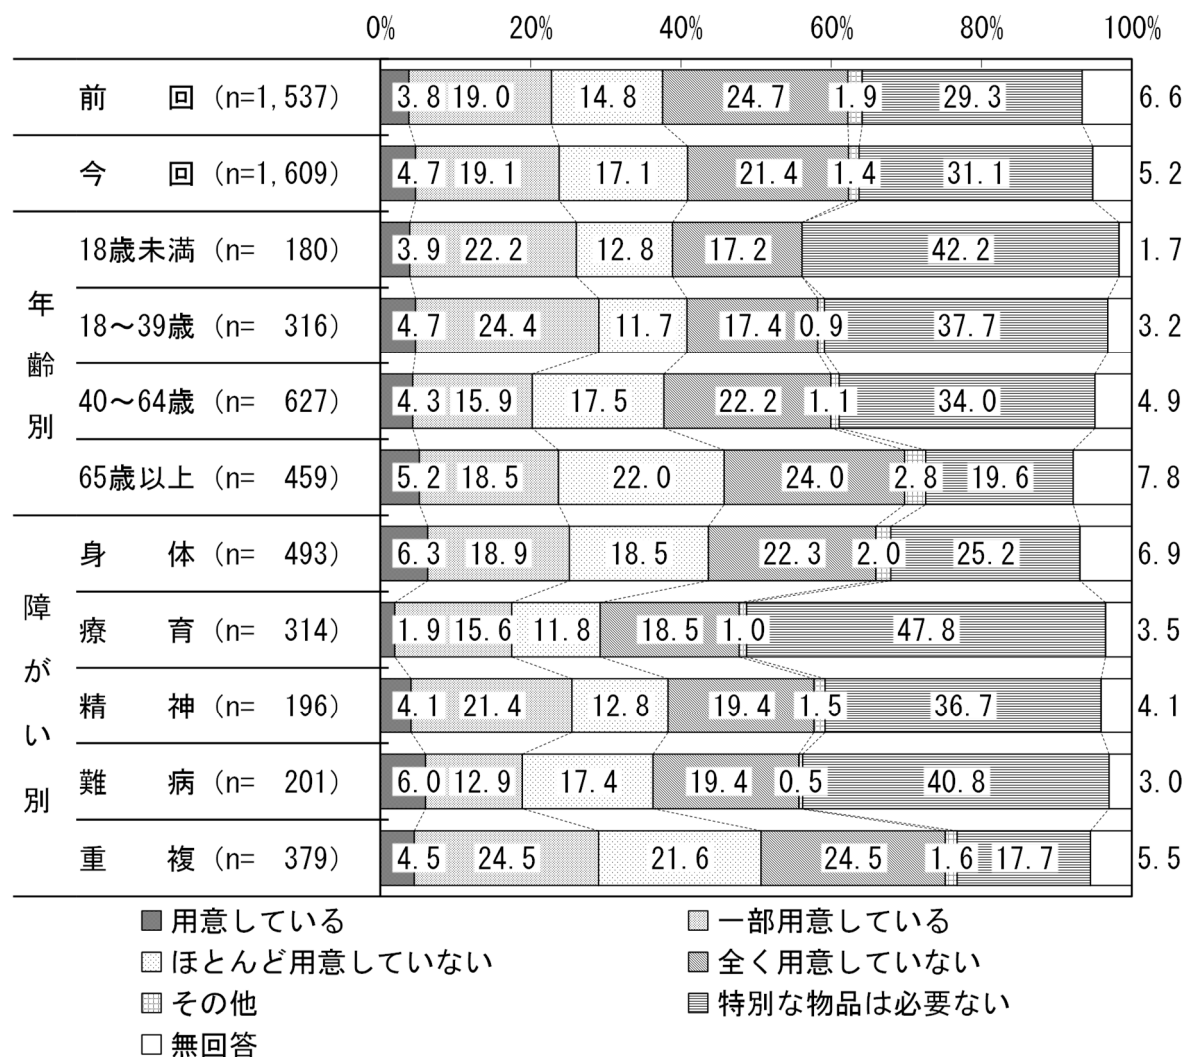 0% 20% 40% 60% 80% 100%
前 回 (n=1,537) 3.8 19.0 14.8 24.7 1.9 29.3 6.6
今 回 (n=1,609) 4.7 19.1 17.1 21.4 1.4 31.1 5.2
年齢別
18歳未満 (n= 180) 3.9 22.2 12.8 17.2 42.2 1.7
18～39歳 (n= 316) 4.7 24.4 11.7 17.4 0.9 37.7 3.2
40～64歳 (n= 627) 4.3 15.9 17.5 22.2 1.1 34.0 4.9
65歳以上 (n= 459) 5.2 18.5 22.0 24.0 2.8 19.6 7.8
障がい別
身 体 (n= 493) 6.3 18.9 18.5 22.3 2.0 25.2 6.9
療 育 (n= 314) 1.9 15.6 11.8 18.5 1.0 47.8 3.5
精 神 (n= 196) 4.1 21.4 12.8 19.4 1.5 36.7 4.1
難 病 (n= 201) 6.0 12.9 17.4 19.4 0.5 40.8 3.0
重 複 (n= 379) 4.5 24.5 21.6 24.5 1.6 17.7 5.5
用意している 一部用意している
ほとんど用意していない 全く用意していない
その他 特別な物品は必要ない
無回答